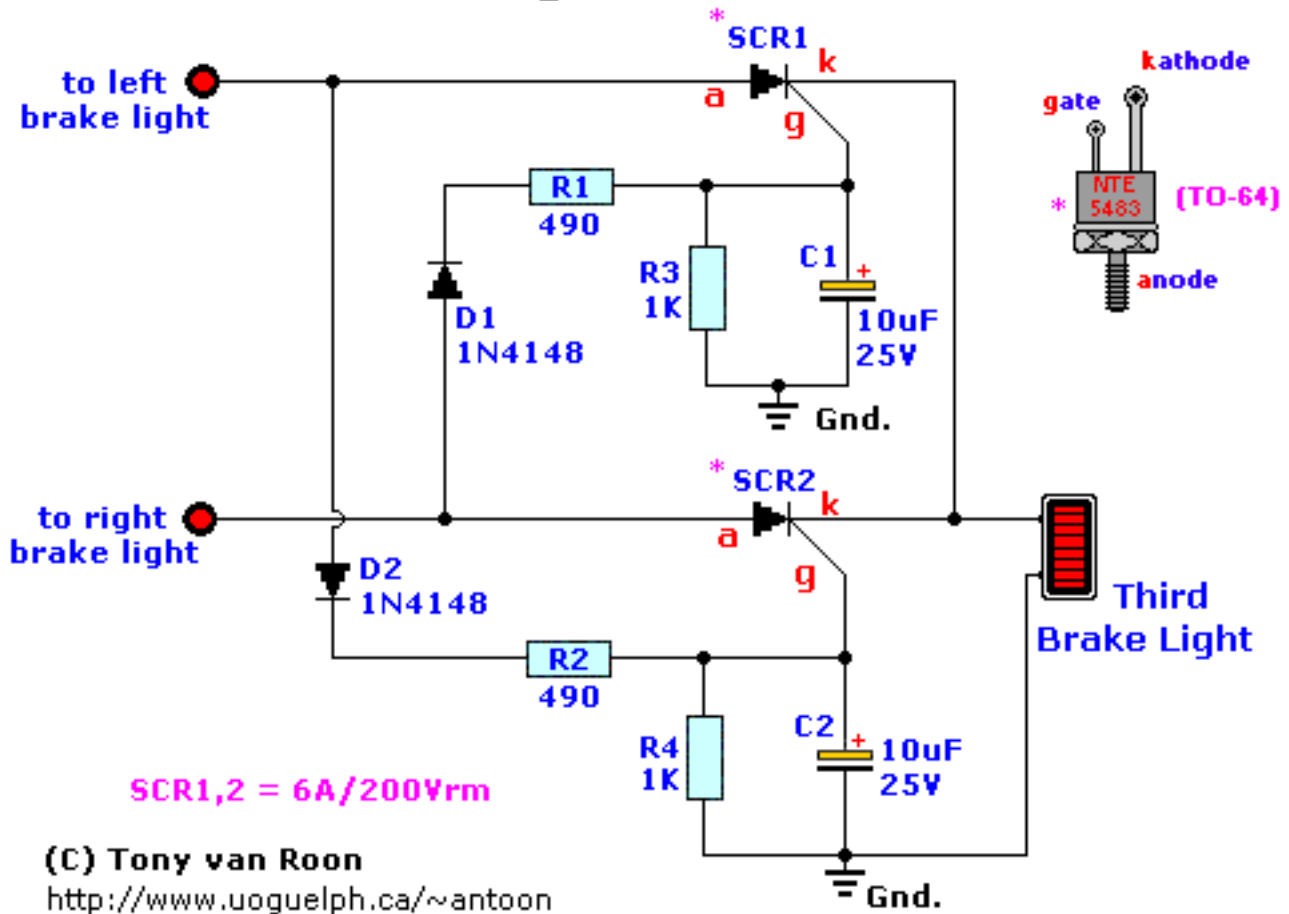 *
SCR1
k
a
g
to left
brake light
kathode
gate
NTE
5483
*
(TO-64)
anode
R1
490
R3
1K
C1
+
10uF
25V
D1
1N4148
Gnd.
*
SCR2
k
a
g
to right
brake light
D2
1N4148
Third
Brake Light
R2
490
R4
1K
C2
+
10uF
25V
SCR1,2 = 6A/200Vrm
Gnd.
(C) Tony van Roon
http://www.uoguelph.ca/~antoon